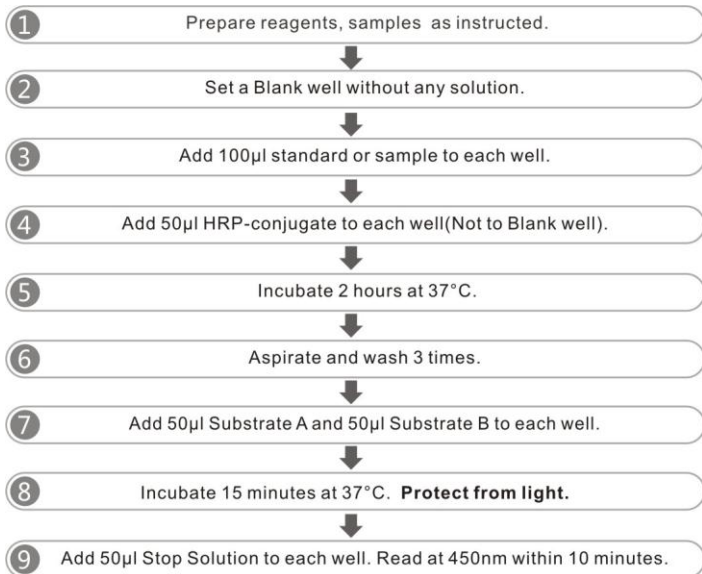 1 Prepare reagents, samples as instructed.
2 Set a Blank well without any solution.
3 Add 100μl standard or sample to each well.
4 Add 50μl HRP-conjugate to each well(Not to Blank well).
5 Incubate 2 hours at 37°C.
6 Aspirate and wash 3 times.
7 Add 50μl Substrate A and 50μl Substrate B to each well.
8 Incubate 15 minutes at 37°C. Protect from light.
9 Add 50μl Stop Solution to each well. Read at 450nm within 10 minutes.